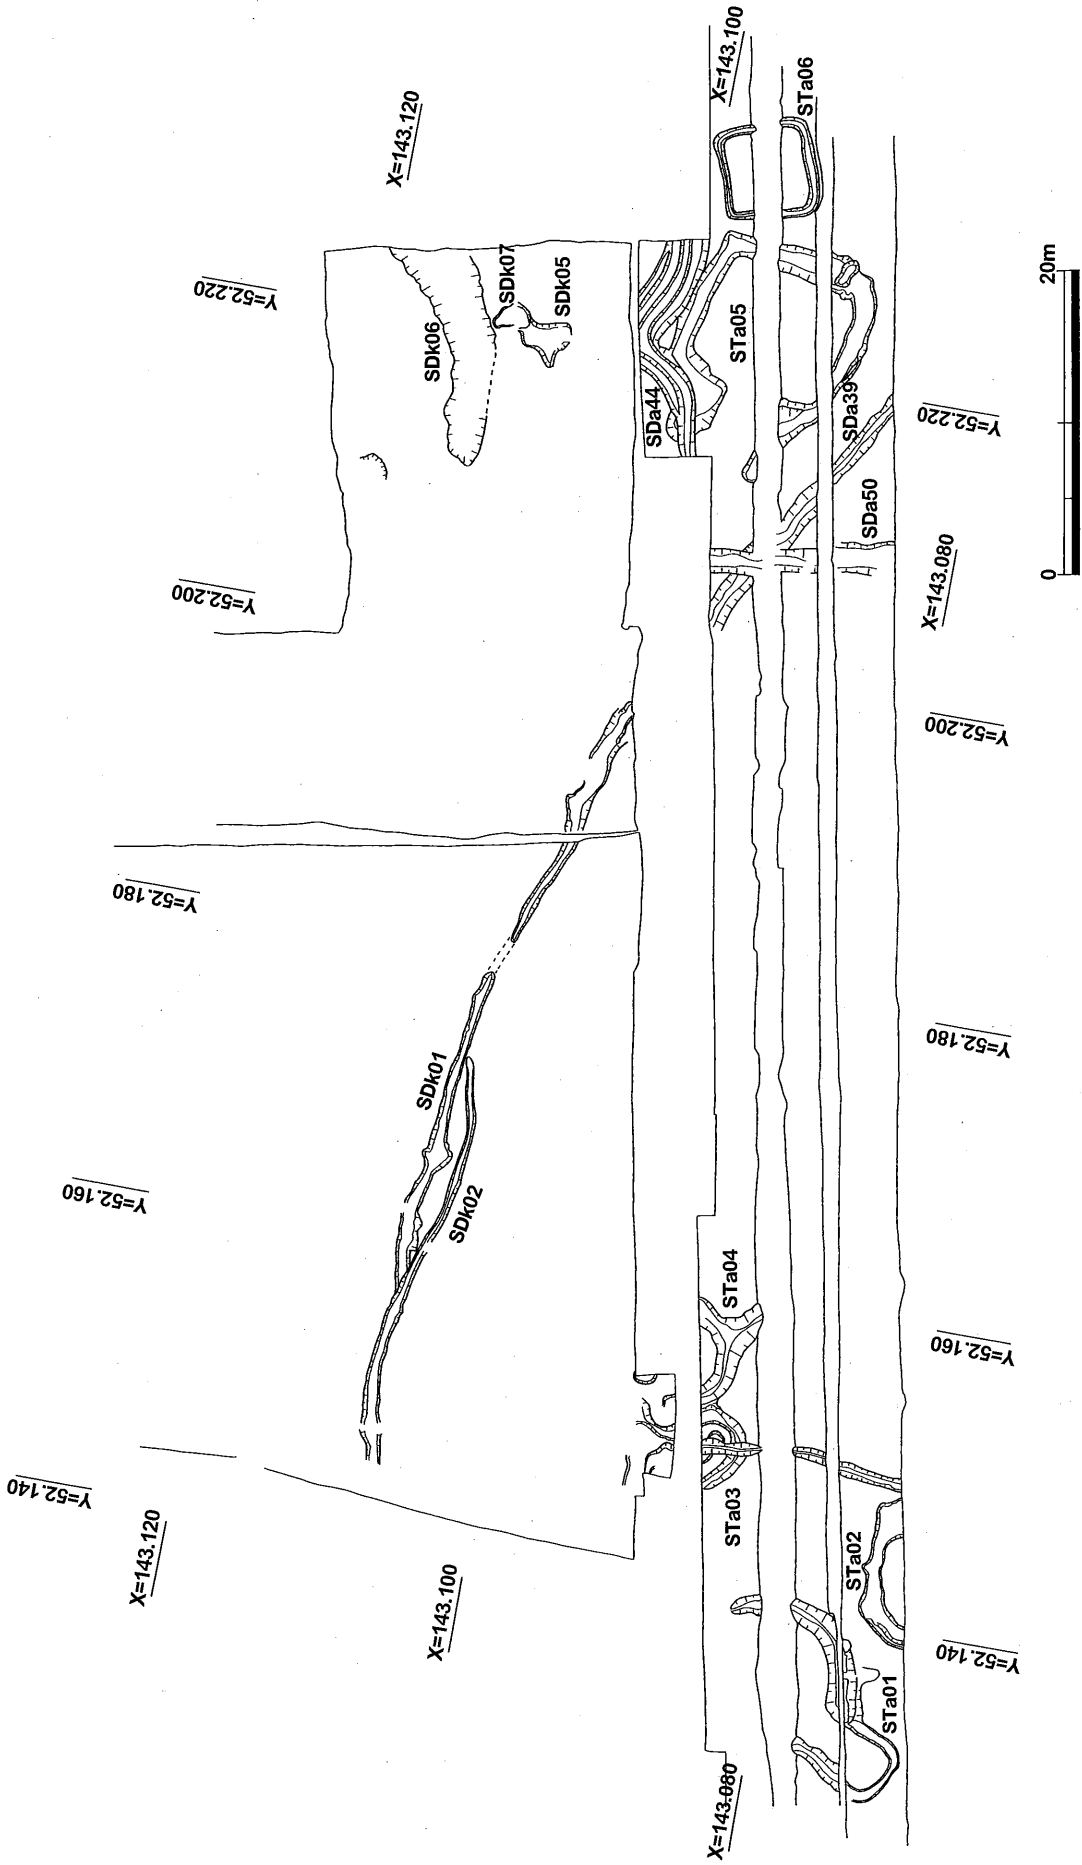 X=143.100
STa06
X=143.120
SDk07
SDk05
20m
Y=52.220
SDk06
STa05
SDa44
SDa39
Y=52.220
SDa50
0
X=143.080
Y=52.200
Y=52.200
Y=52.180
SDk01
Y=52.180
Y=52.160
SDk02
STa04
Y=52.160
Y=52.140
X=143.120
STa03
STa02
X=143.100
Y=52.140
STa01
X=143.080